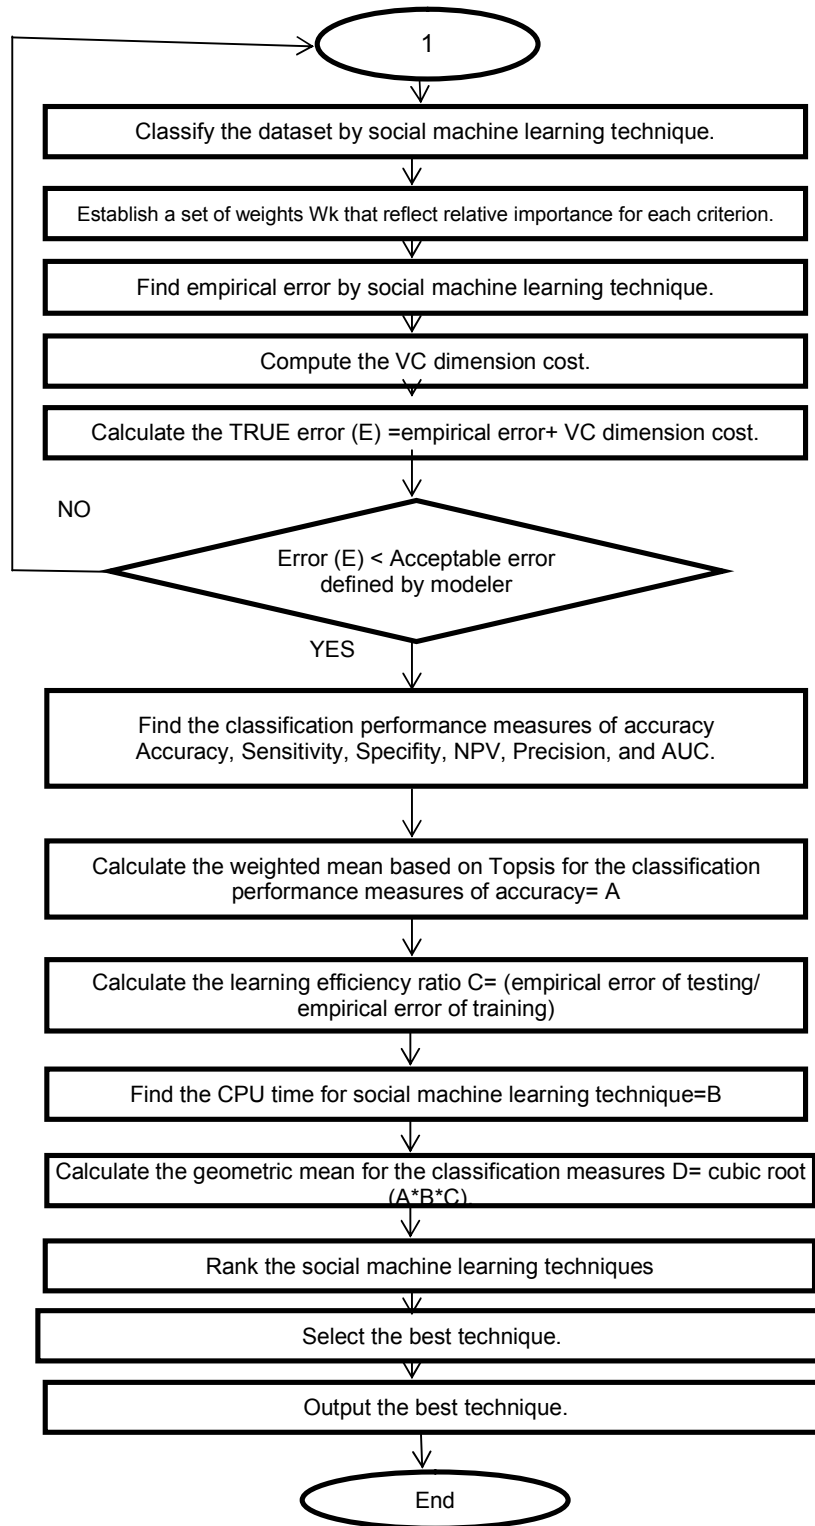 1
Classify the dataset by social machine learning technique.
Establish a set of weights Wk that reflect relative importance for each criterion.
Find empirical error by social machine learning technique.
Compute the VC dimension cost.
Calculate the TRUE error (E) =empirical error+ VC dimension cost.
NO
Error (E) < Acceptable error
defined by modeler
YES
Find the classification performance measures of accuracy
Accuracy, Sensitivity, Specifity, NPV, Precision, and AUC.
Calculate the weighted mean based on Topsis for the classification
performance measures of accuracy= A
Calculate the learning efficiency ratio C= (empirical error of testing/
empirical error of training)
Find the CPU time for social machine learning technique=B
Calculate the geometric mean for the classification measures D= cubic root
(A*B*C).
Rank the social machine learning techniques
Select the best technique.
Output the best technique.
End